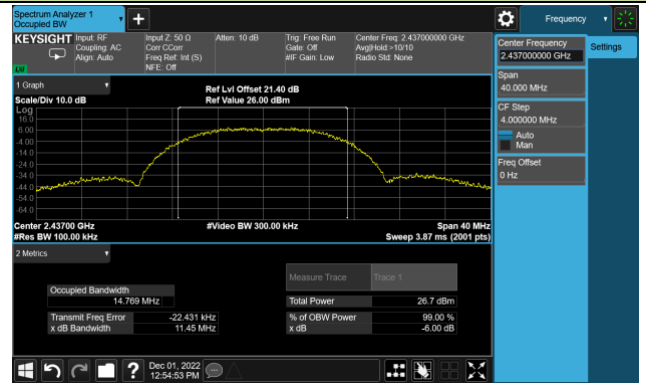 Spectrum Analyzer 1
Occupied BW
+
Frequency
KEYSIGHT
Input: RF
Coupling: AC
Align: Auto
Input Z: 50 Ω
Corr CCorr
Freq Ref: Int (S)
NFE: Off
Atten: 10 dB
Trig: Free Run
Gate: Off
#IF Gain: Low
Center Freq: 2.437000000 GHz
Avg|Hold:>10/10
Radio Std: None
Center Frequency
2.437000000 GHz
Settings
Span
40.000 MHz
CF Step
4.000000 MHz
Auto
Man
Freq Offset
0 Hz
1 Graph
Scale/Div 10.0 dB
Ref Lvl Offset 21.40 dB
Ref Value 26.00 dBm
Log
16.0
6.00
-4.00
-14.0
-24.0
-34.0
-44.0
-54.0
-64.0
Center 2.43700 GHz
#Res BW 100.00 kHz
#Video BW 300.00 kHz
Span 40 MHz
Sweep 3.87 ms (2001 pts)
2 Metrics
Measure Trace
Trace 1
Occupied Bandwidth
14.769 MHz
Total Power
26.7 dBm
Transmit Freq Error
-22.431 kHz
% of OBW Power
99.00 %
x dB Bandwidth
11.45 MHz
x dB
-6.00 dB
?
Dec 01, 2022
12:54:53 PM